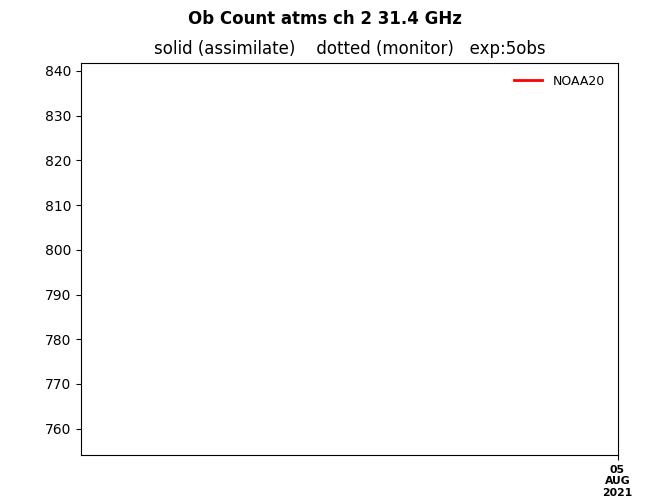 Ob Count atms ch 2 31.4 GHz
solid (assimilate)    dotted (monitor)   exp:5obs
NOAA20
840
830
820
810
800
790
780
770
760
05
AUG
2021